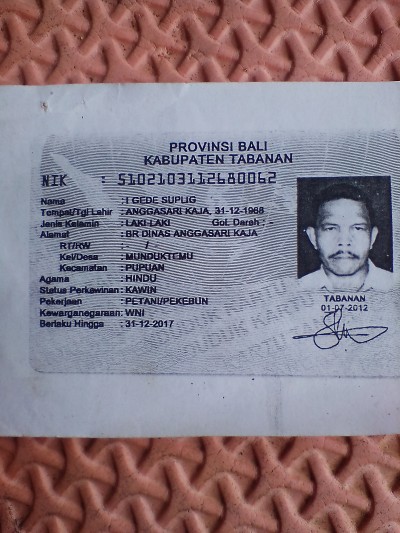 PROVINSI BALI
KABUPATEN TABANAN
NIK : 5102103112680062
Nama : I GEDE SUPLIG
Tempat/Tgl Lahir : ANGGASARI KAJA, 31-12-1968
Jenis Kelamin : LAKI-LAKI Gol. Darah : -
Alamat : BR DINAS ANGGASARI KAJA
RT/RW : /
Kel/Desa : MUNDUKTEMU
Kecamatan : PUPUAN
Agama : HINDU
Status Perkawinan : KAWIN
Pekerjaan : PETANI/PEKEBUN
Kewarganegaraan: WNI
Berlaku Hingga : 31-12-2017
TABANAN
01-07-2012